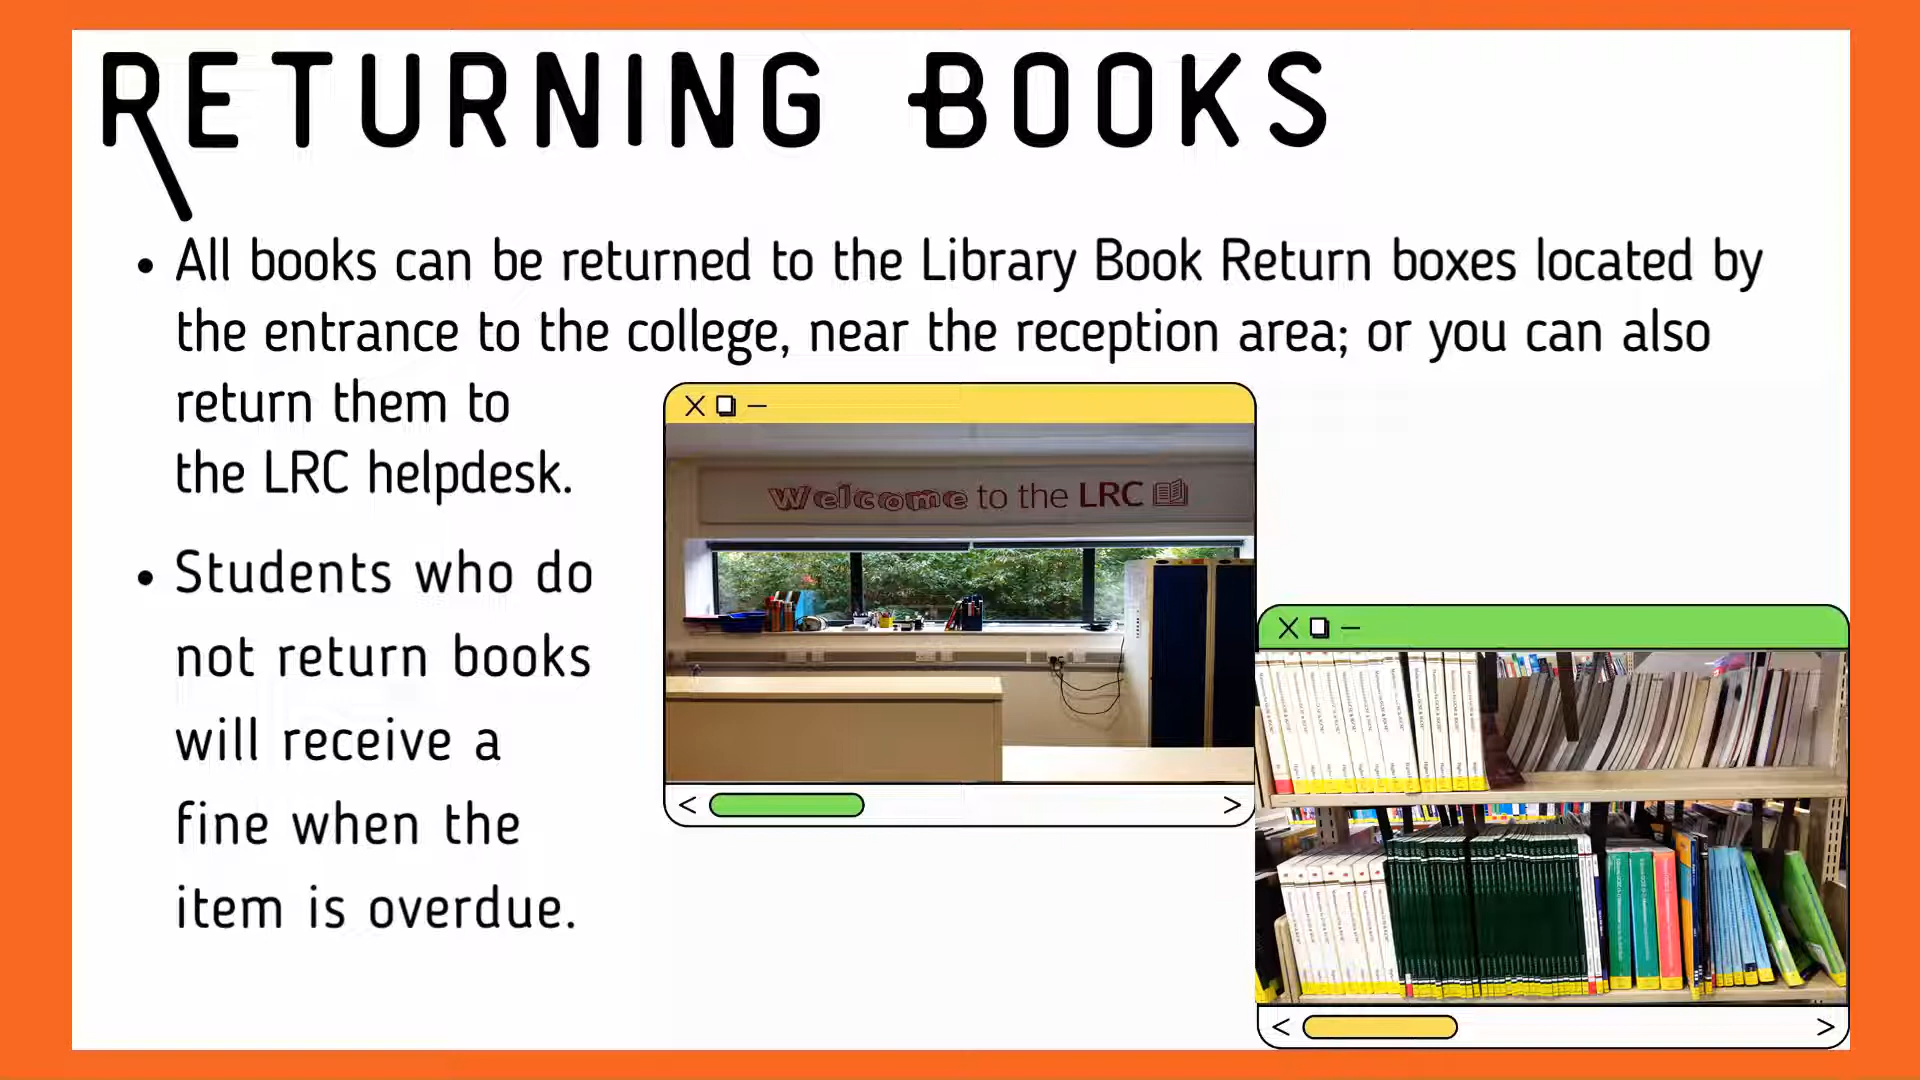 RETURNING BOOKS
• All books can be returned to the Library Book Return boxes located by
the entrance to the college, near the reception area; or you can also
return them to
the LRC helpdesk.
• Students who do
not return books
will receive a
fine when the
item is overdue.
Welcome to the LRC